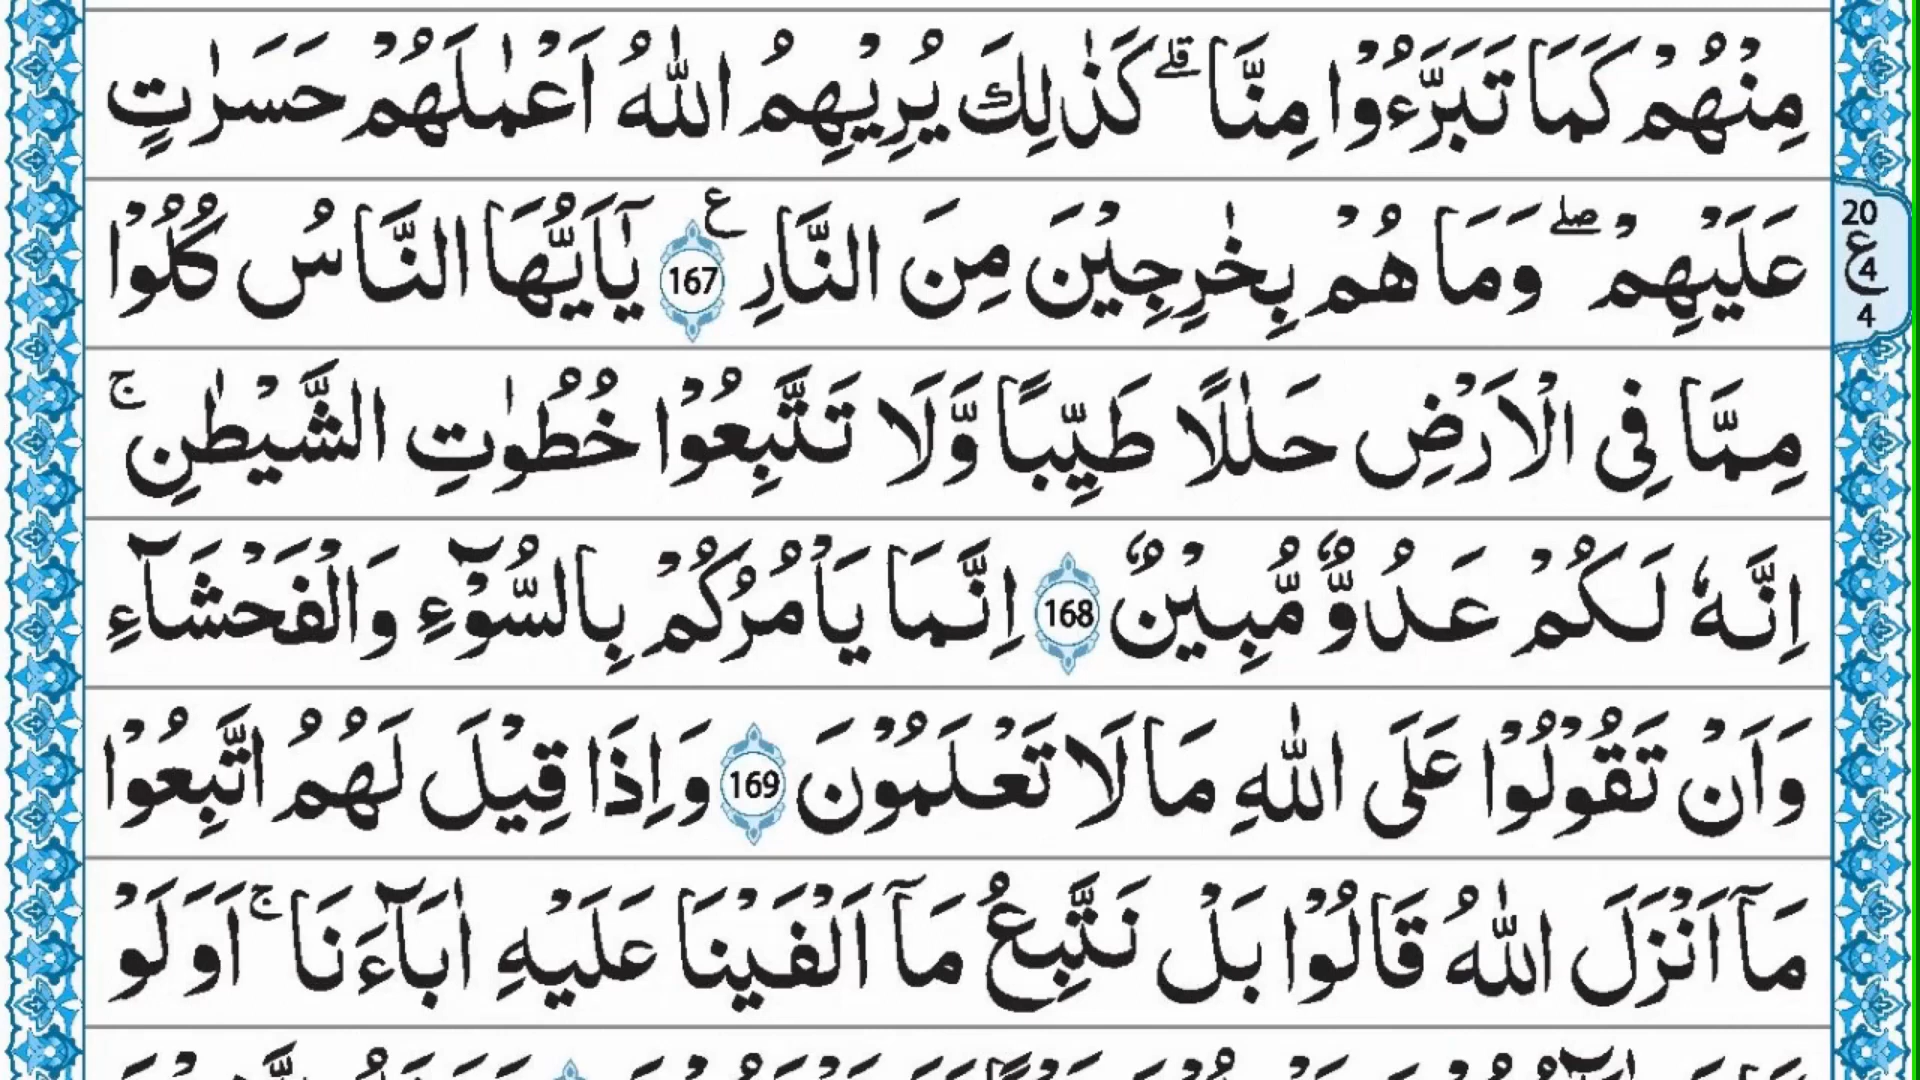 مِنْهُمْ كَمَا تَبَرَّءُوْا مِنَّا ؕ قلے كَذٰلِكَ يُرِيْهِمُ اللّٰهُ اَعْمٰلَهُمْ حَسَرٰتٍ
عَلَيْهِمْ ۖ وَمَا هُمْ بِخٰرِجِيْنَ مِنَ النَّارِ ع 167 يٰٓاَيُّهَا النَّاسُ كُلُوْا
20
ع
4
4
مِمَّا فِى الْاَرْضِ حَلٰلًا طَيِّبًا وَّلَا تَتَّبِعُوْا خُطُوٰتِ الشَّيْطٰنِ ۚ
اِنَّهٗ لَكُمْ عَدُوٌّ مُّبِيْنٌ 168 اِنَّمَا يَاْمُرُكُمْ بِالسُّوْٓءِ وَالْفَحْشَآءِ
وَاَنْ تَقُوْلُوْا عَلَى اللّٰهِ مَا لَا تَعْلَمُوْنَ 169 وَاِذَا قِيْلَ لَهُمُ اتَّبِعُوْا
مَآ اَنْزَلَ اللّٰهُ قَالُوْا بَلْ نَتَّبِعُ مَآ اَلْفَيْنَا عَلَيْهِ اٰبَآءَنَا ۚ اَوَلَوْ